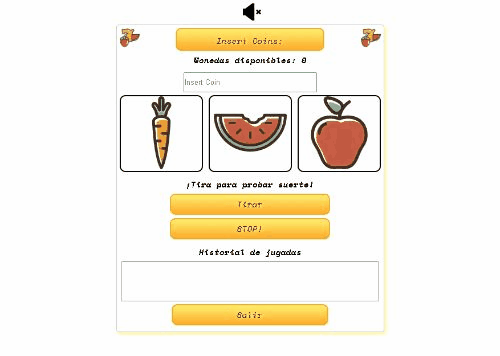 Insert Coins:
Monedas disponibles: 0
Insert Coin
¡Tira para probar suerte!
Tirar
STOP!
Historial de jugadas
Salir